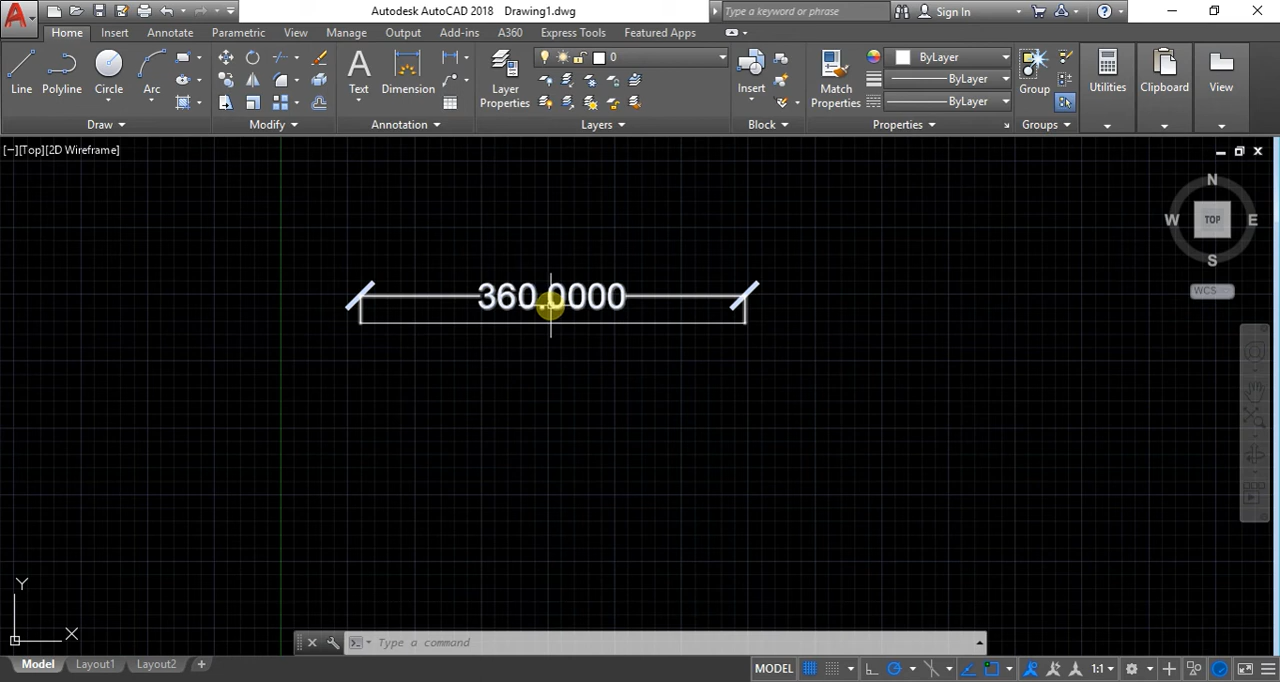 Autodesk AutoCAD 2018 Drawing1.dwg
Type a keyword or phrase
Sign In
Home Insert Annotate Parametric View Manage Output Add-ins A360 Express Tools Featured Apps
Line Polyline Circle Arc
Text Dimension
Layer Properties
0
Insert
Match Properties
ByLayer
ByLayer
ByLayer
Group
Utilities
Clipboard
View
Draw Modify Annotation Layers Block Properties Groups
[−][Top][2D Wireframe]
N
W TOP E
S
WCS
360.0000
Y
X
Type a command
Model Layout1 Layout2 +
MODEL
1:1